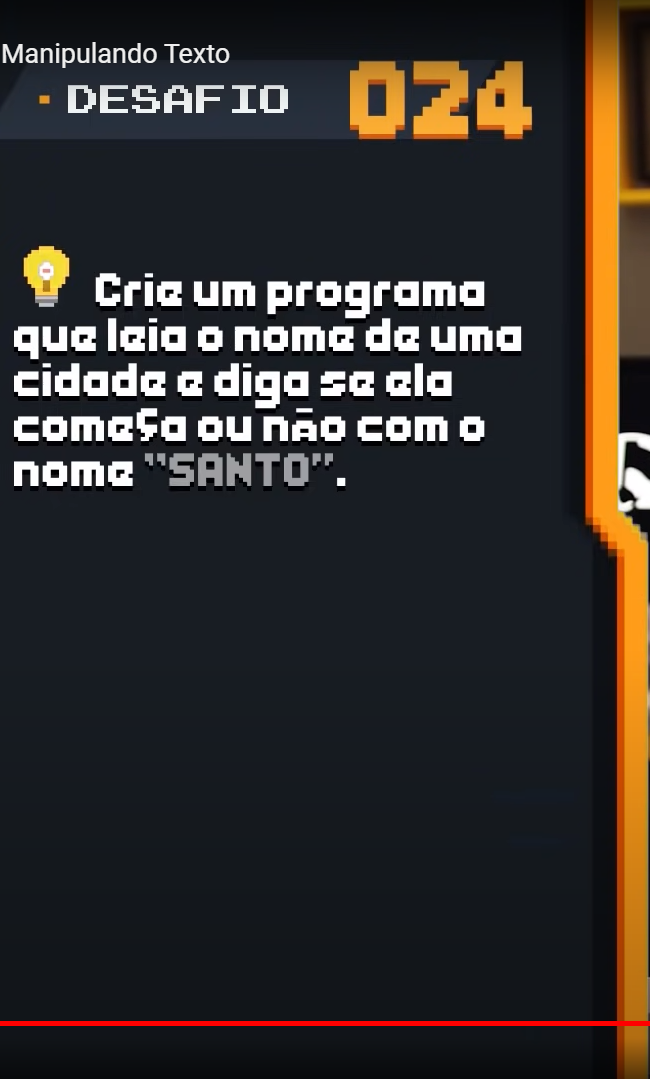 Manipulando Texto
DESAFIO 024
Crie um programa
que leia o nome de uma
cidade e diga se ela
começa ou não com o
nome "SANTO".